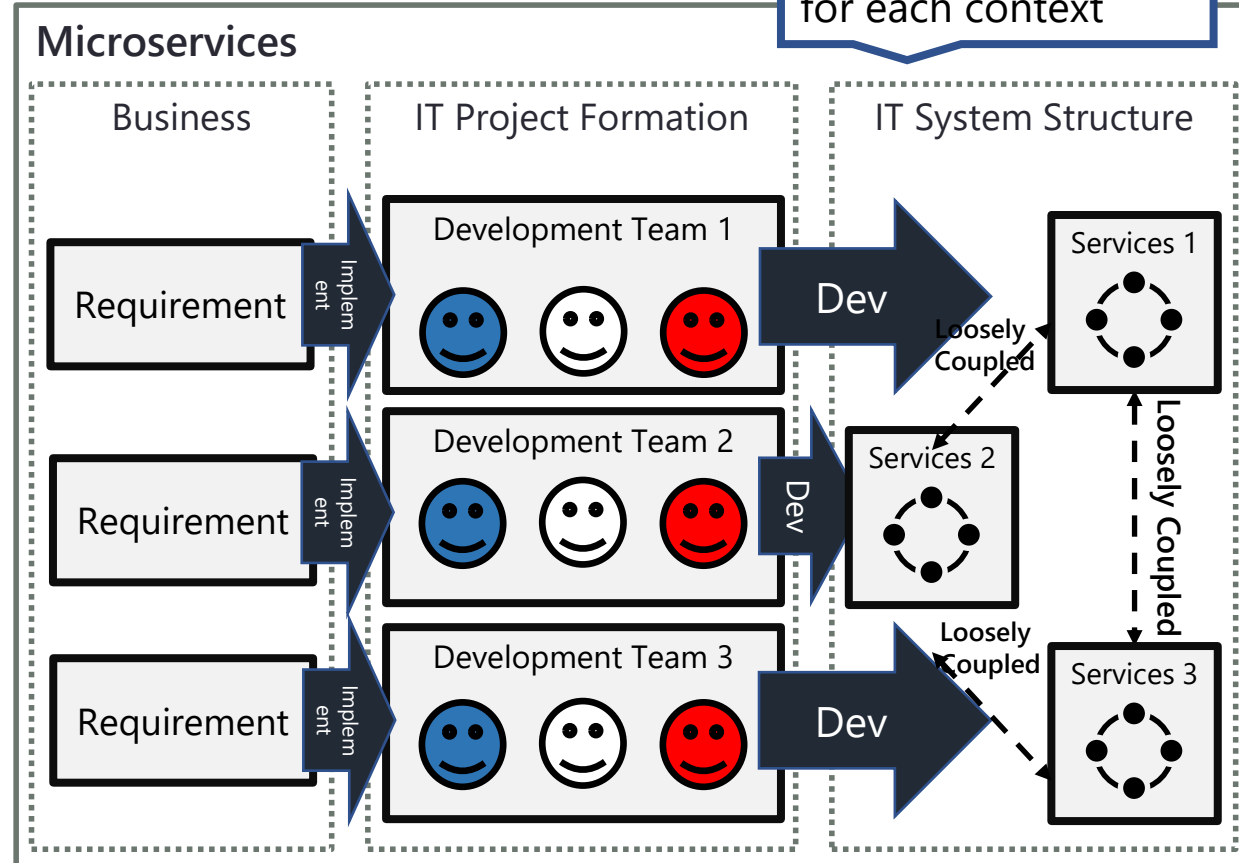 for each context
Microservices
Business
IT Project Formation
IT System Structure
Requirement
Implem
ent
Development Team 1
Dev
Services 1
Loosely
Coupled
Requirement
Implem
ent
Development Team 2
Dev
Services 2
Loosely Coupled
Requirement
Implem
ent
Development Team 3
Dev
Loosely
Coupled
Services 3